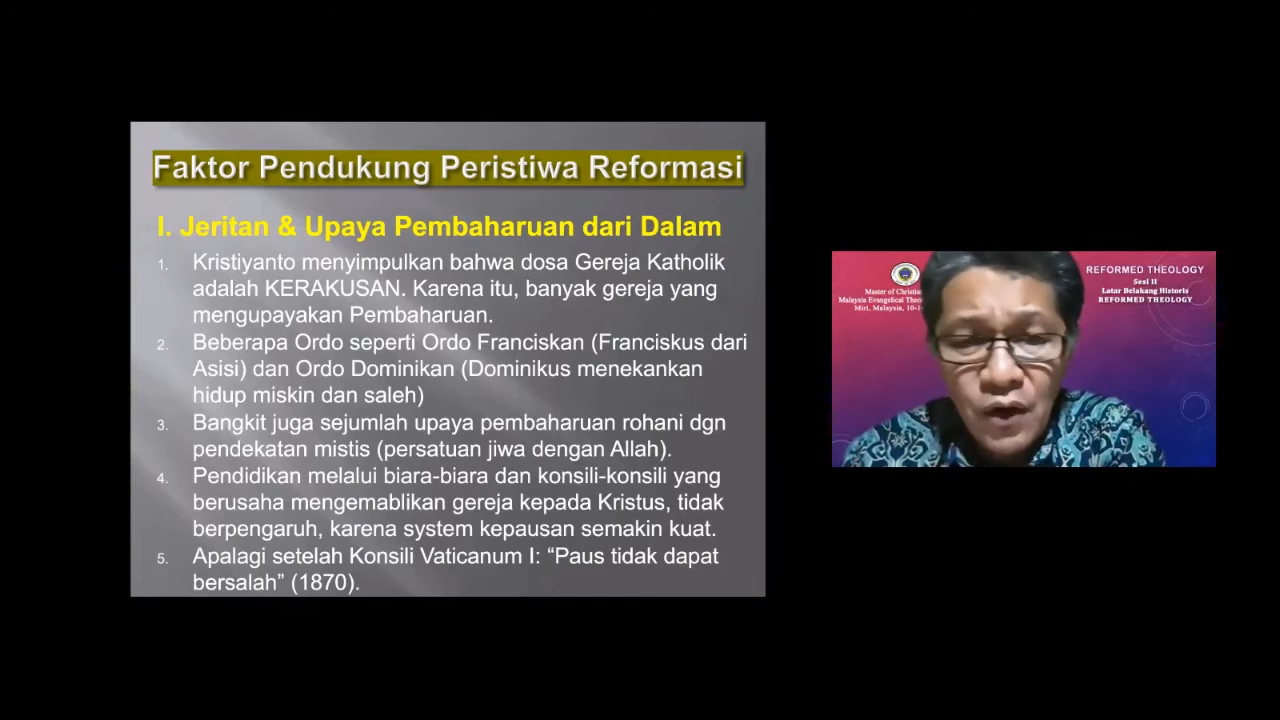 Faktor Pendukung Peristiwa Reformasi
I. Jeritan & Upaya Pembaharuan dari Dalam
1. Kristiyanto menyimpulkan bahwa dosa Gereja Katholik
adalah KERAKUSAN. Karena itu, banyak gereja yang
mengupayakan Pembaharuan.
2. Beberapa Ordo seperti Ordo Franciskan (Franciskus dari
Asisi) dan Ordo Dominikan (Dominikus menekankan
hidup miskin dan saleh)
3. Bangkit juga sejumlah upaya pembaharuan rohani dgn
pendekatan mistis (persatuan jiwa dengan Allah).
4. Pendidikan melalui biara-biara dan konsili-konsili yang
berusaha mengemablikan gereja kepada Kristus, tidak
berpengaruh, karena system kepausan semakin kuat.
5. Apalagi setelah Konsili Vaticanum I: “Paus tidak dapat
bersalah” (1870).
Master of Christian
Malaysia Evangelical
Miri, Malaysia, 10-1
REFORMED THEOLOGY
Sesi II
Latar Belakang Historis
REFORMED THEOLOGY